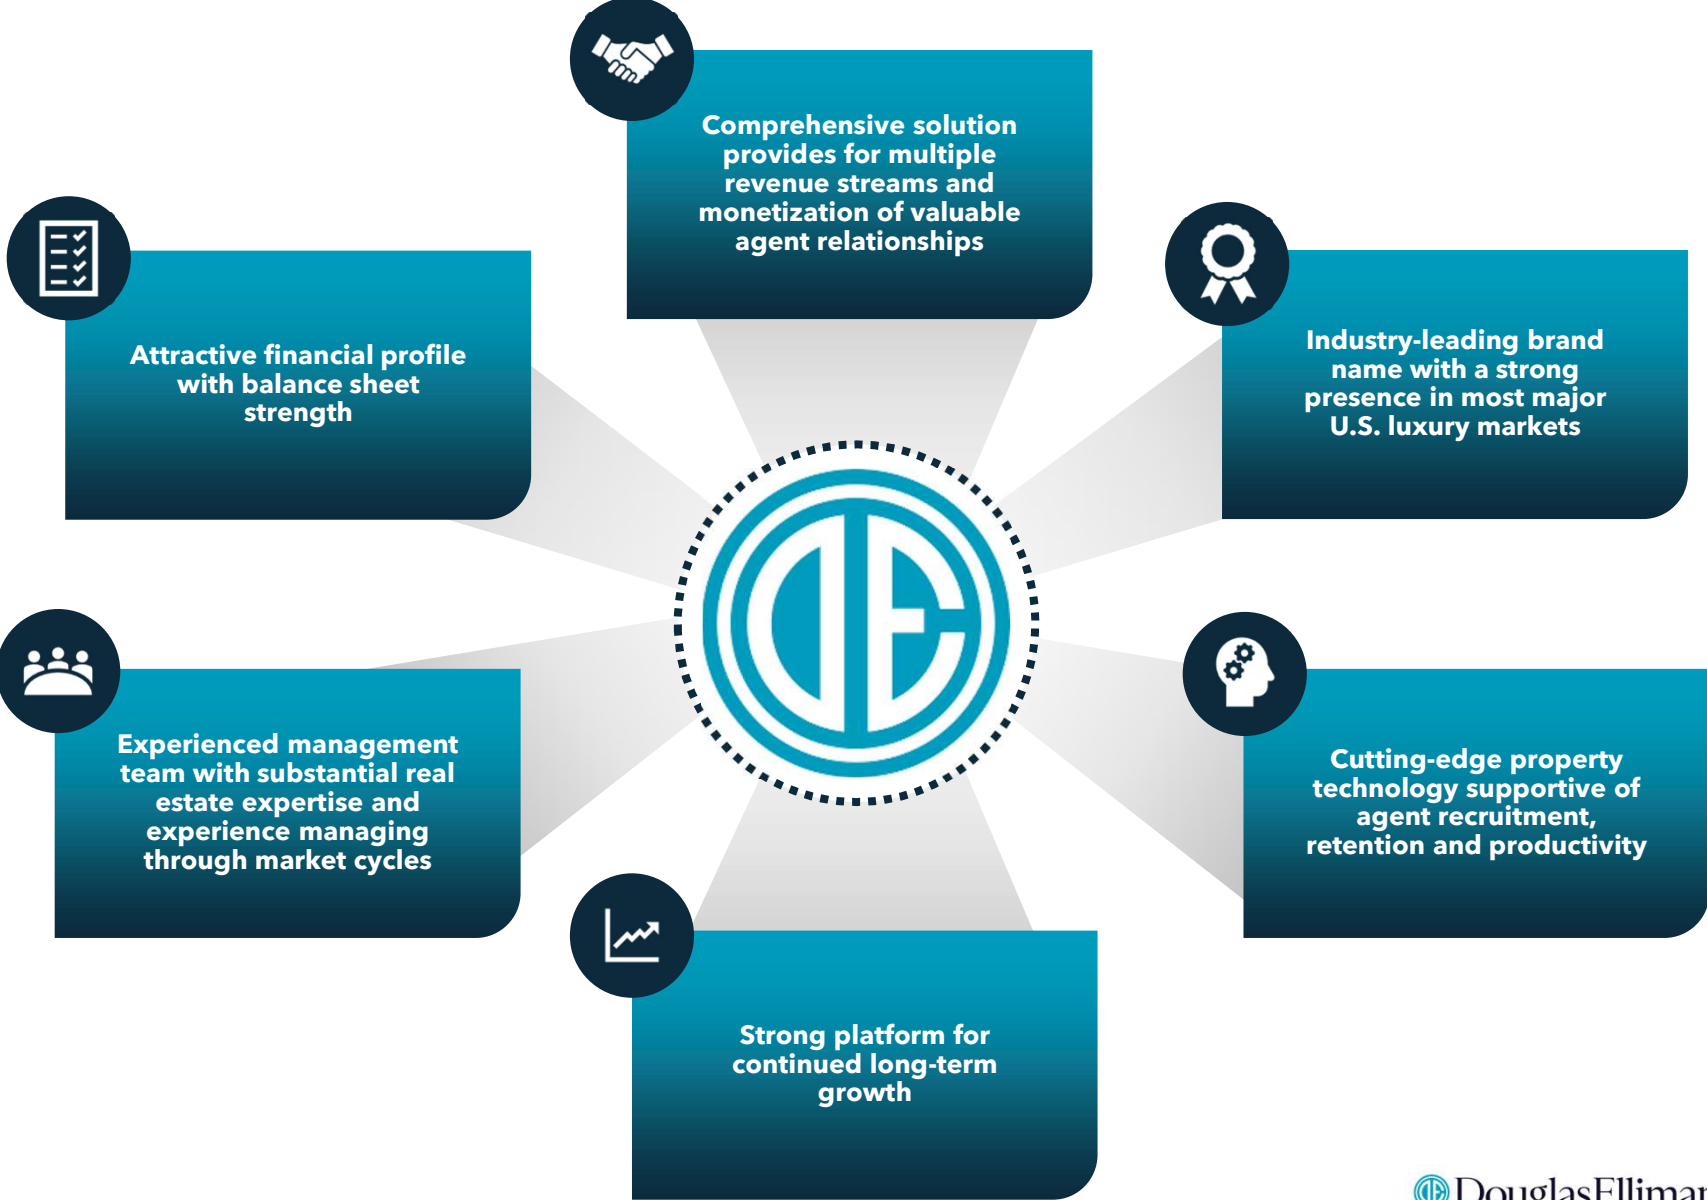 Comprehensive solution
provides for multiple
revenue streams and
monetization of valuable
agent relationships
Attractive financial profile
with balance sheet
strength
Industry-leading brand
name with a strong
presence in most major
U.S. luxury markets
DE
Experienced management
team with substantial real
estate expertise and
experience managing
through market cycles
Cutting-edge property
technology supportive of
agent recruitment,
retention and productivity
Strong platform for
continued long-term
growth
DE DouglasElliman